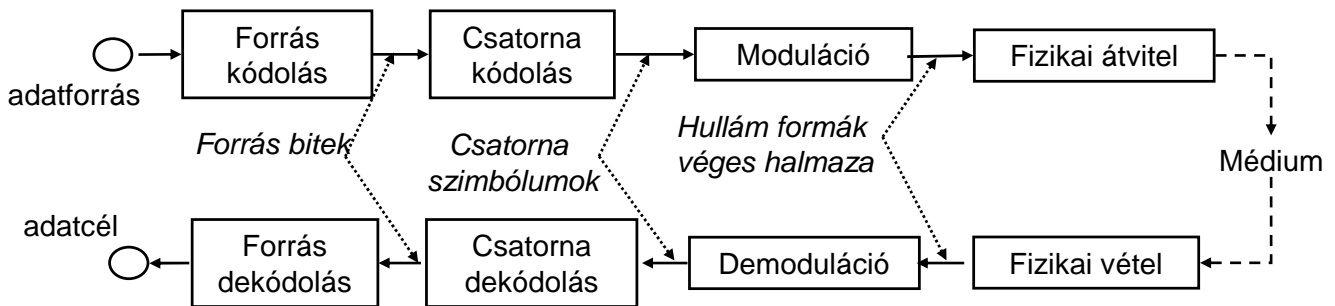 Forrás
kódolás
Csatorna
kódolás
Moduláció
Fizikai átvitel
adatforrás
Forrás bitek
Csatorna
szimbólumok
Hullám formák
véges halmaza
Médium
adatcél
Forrás
dekódolás
Csatorna
dekódolás
Demoduláció
Fizikai vétel